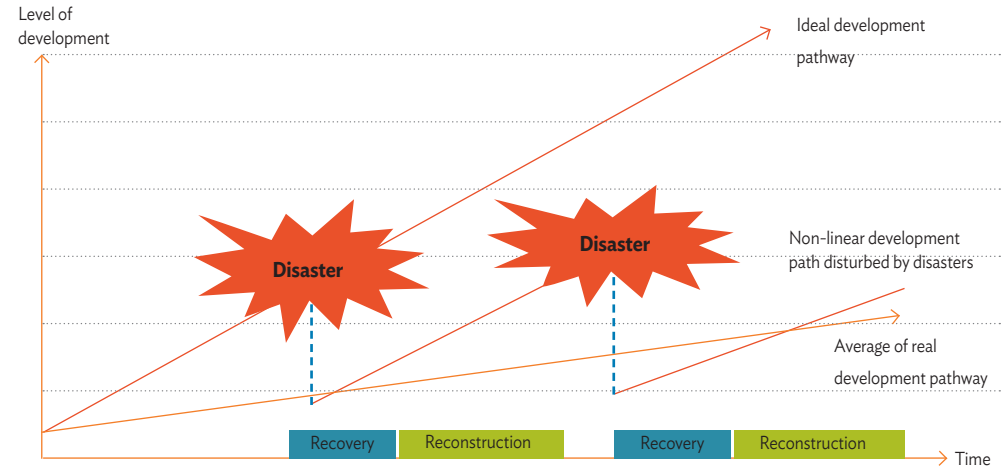 Level of
development
Ideal development
pathway
Disaster
Disaster
Non-linear development
path disturbed by disasters
Average of real
development pathway
Recovery
Reconstruction
Recovery
Reconstruction
Time